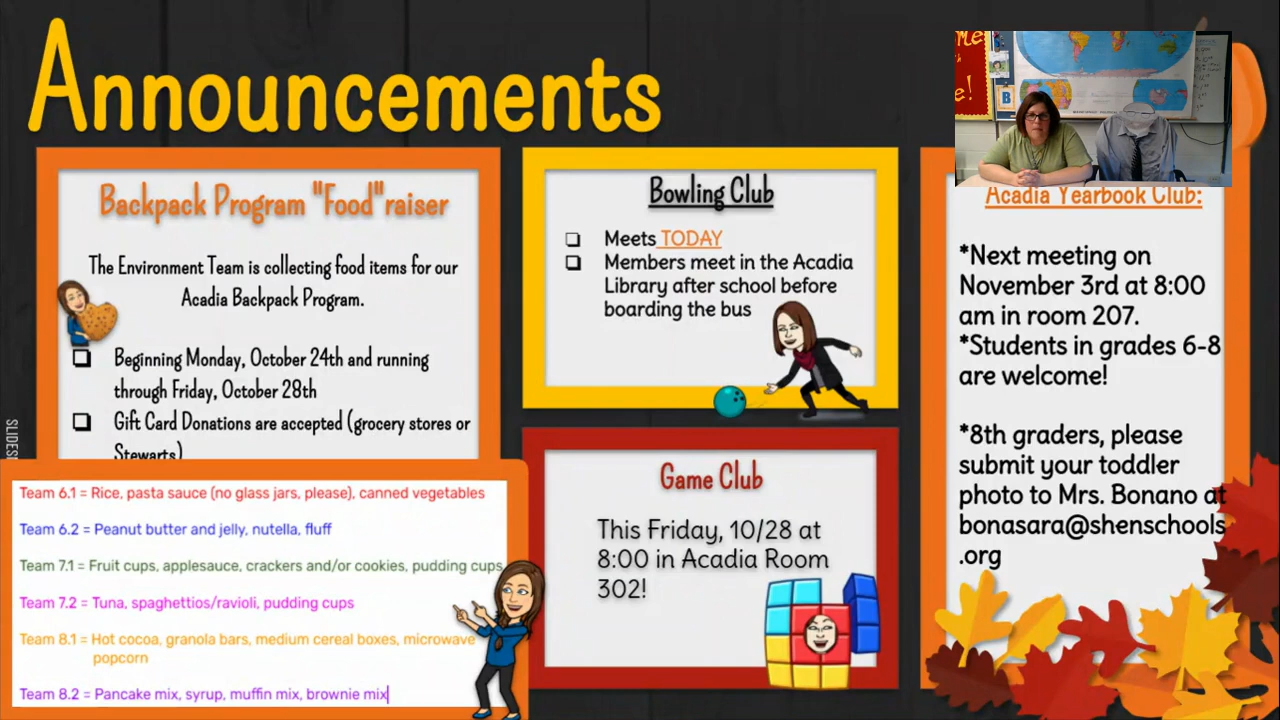 Announcements
Backpack Program "Food"raiser
The Environment Team is collecting food items for our
Acadia Backpack Program.
❏ Beginning Monday, October 24th and running
through Friday, October 28th
❏ Gift Card Donations are accepted (grocery stores or
Stewarts)
Team 6.1 = Rice, pasta sauce (no glass jars, please), canned vegetables
Team 6.2 = Peanut butter and jelly, nutella, fluff
Team 7.1 = Fruit cups, applesauce, crackers and/or cookies, pudding cups
Team 7.2 = Tuna, spaghettios/ravioli, pudding cups
Team 8.1 = Hot cocoa, granola bars, medium cereal boxes, microwave
popcorn
Team 8.2 = Pancake mix, syrup, muffin mix, brownie mix
Bowling Club
❏ Meets TODAY
❏ Members meet in the Acadia
Library after school before
boarding the bus
Game Club
This Friday, 10/28 at
8:00 in Acadia Room
302!
Acadia Yearbook Club:
*Next meeting on
November 3rd at 8:00
am in room 207.
*Students in grades 6-8
are welcome!
*8th graders, please
submit your toddler
photo to Mrs. Bonano at
bonasara@shenschools
.org